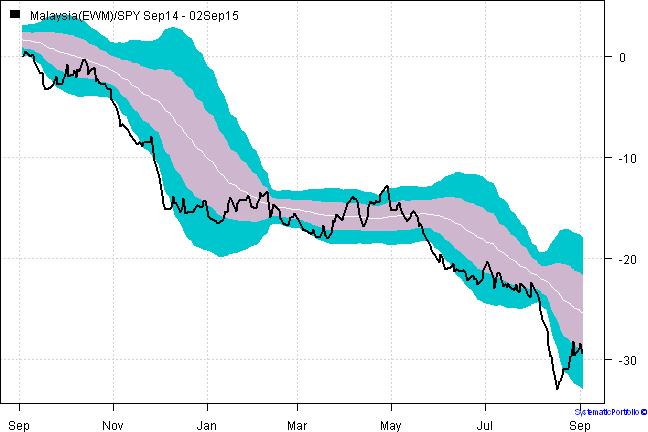 Malaysia(EWM)/SPY Sep14 - 02Sep15
0
-10
-20
-30
Sep Nov Jan Mar May Jul Sep
SystematicPortfolio ©